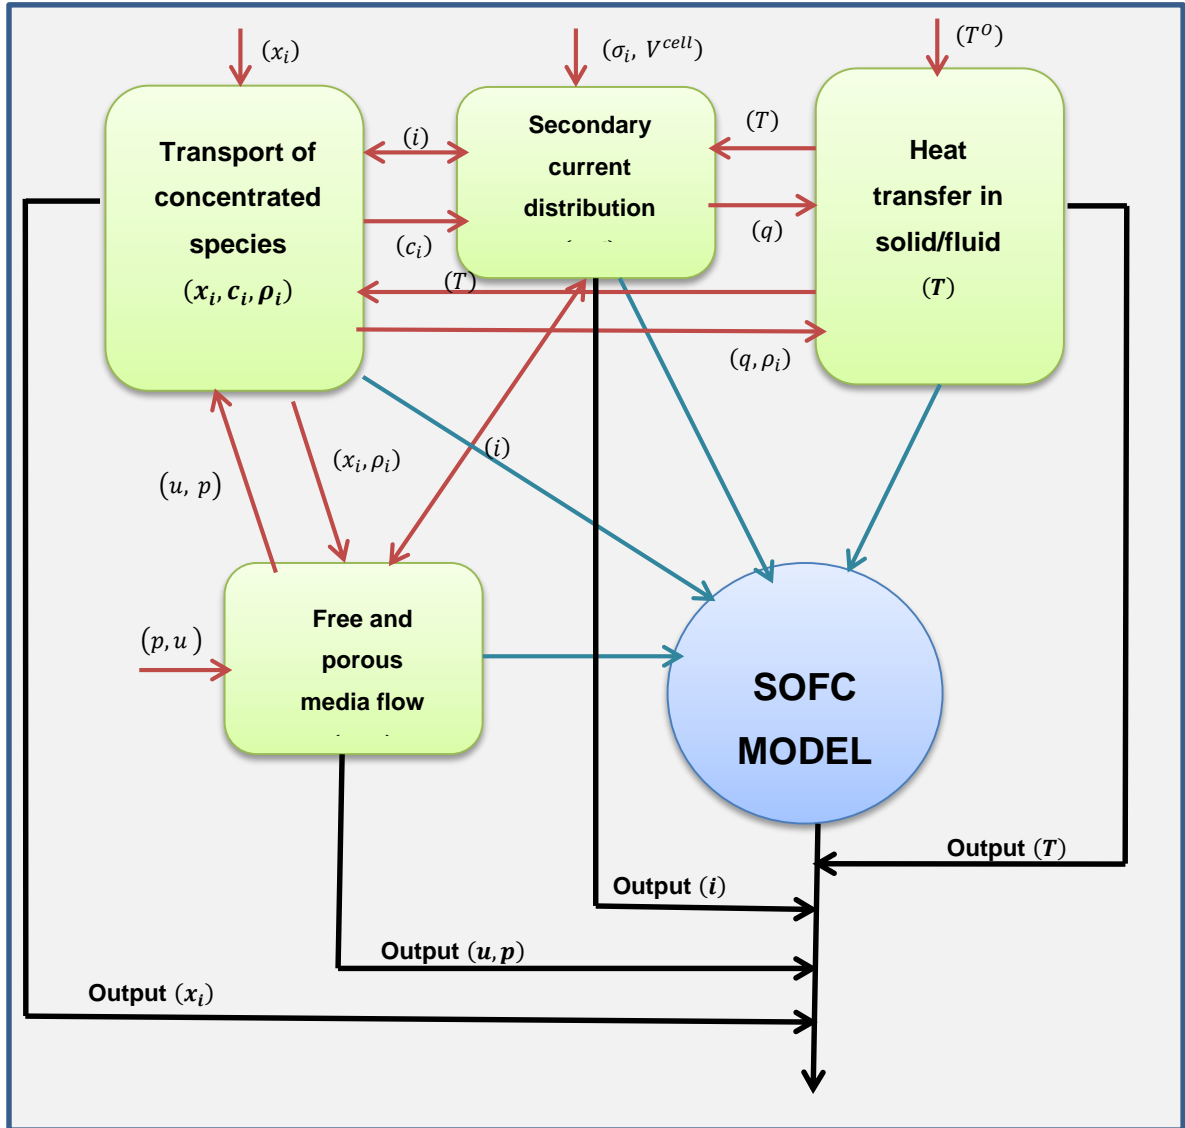 (x_i)
(σ_i, V^cell)
(T^O)
Transport of
concentrated
species
(x_i, c_i, ρ_i)
(i)
(c_i)
Secondary
current
distribution
(T)
(q)
Heat
transfer in
solid/fluid
(T)
(T)
(q, ρ_i)
(u, p)
(x_i, ρ_i)
(i)
(p, u)
Free and
porous
media flow
SOFC
MODEL
Output (T)
Output (i)
Output (u, p)
Output (x_i)